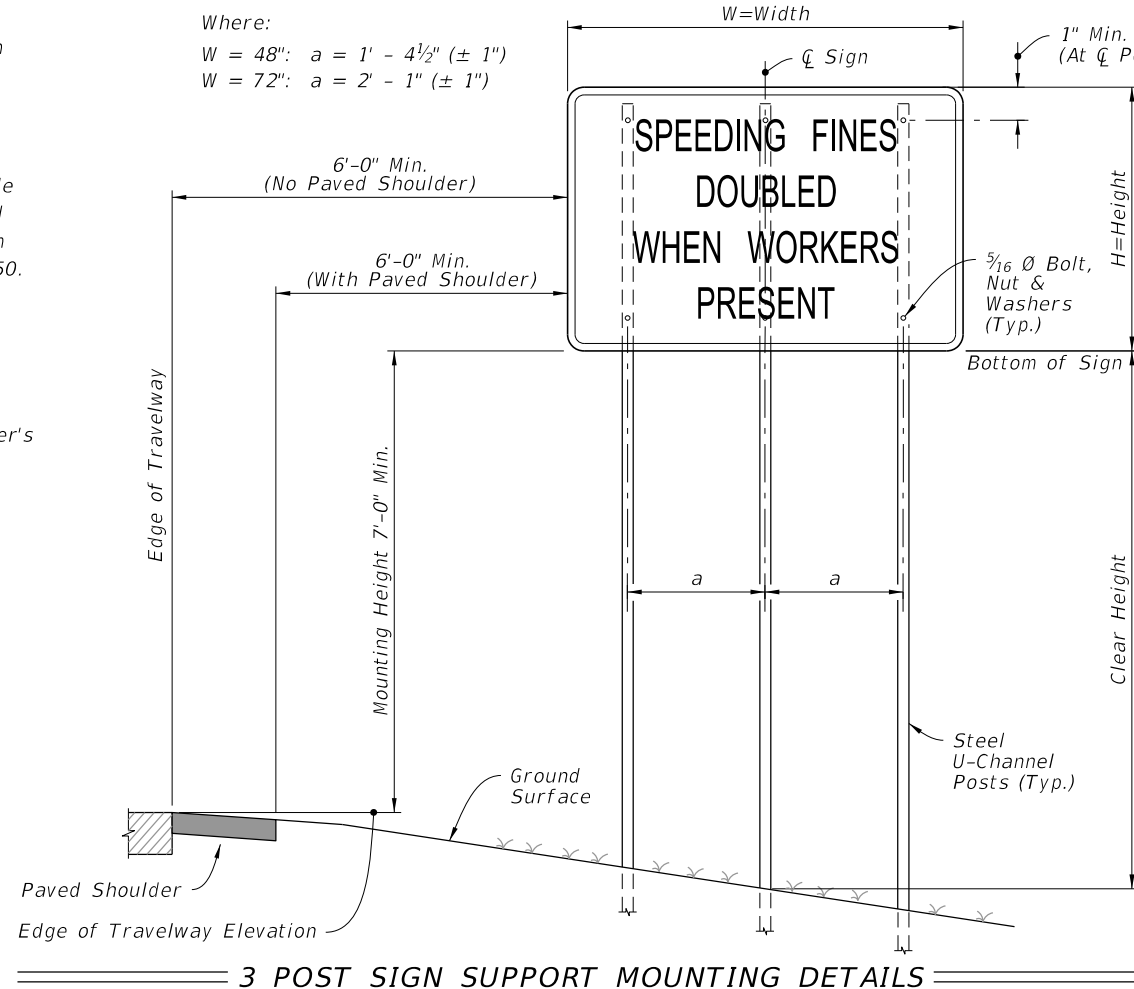 Where:
W = 48": a = 1' - 4½" (± 1")
W = 72": a = 2' - 1" (± 1")
W=Width
℄ Sign
1" Min.
(At ℄
6'-0" Min.
(No Paved Shoulder)
6'-0" Min.
(With Paved Shoulder)
50.
er's
SPEEDING FINES
DOUBLED
WHEN WORKERS
PRESENT
H=Height
5/16 Ø Bolt,
Nut &
Washers
(Typ.)
Bottom of Sign
Edge of Travelway
Mounting Height 7'-0" Min.
a
a
Clear Height
Steel
U-Channel
Posts (Typ.)
Ground
Surface
Paved Shoulder
Edge of Travelway Elevation
3 POST SIGN SUPPORT MOUNTING DETAILS